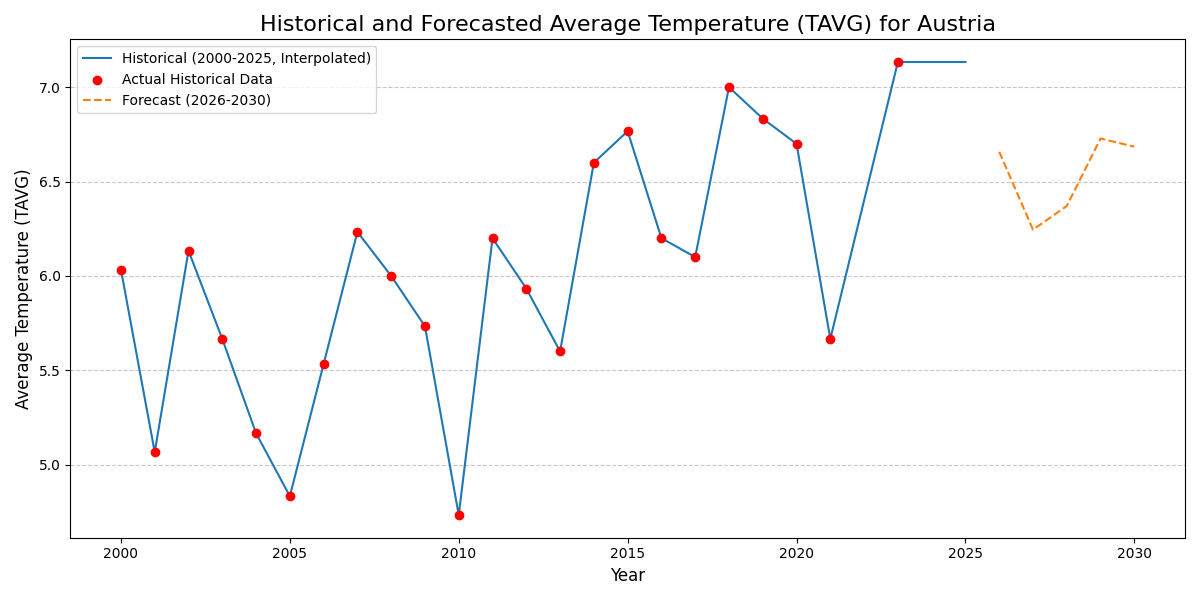 Historical and Forecasted Average Temperature (TAVG) for Austria
Historical (2000-2025, Interpolated)
Actual Historical Data
Forecast (2026-2030)
Average Temperature (TAVG)
7.0
6.5
6.0
5.5
5.0
2000
2005
2010
2015
2020
2025
2030
Year